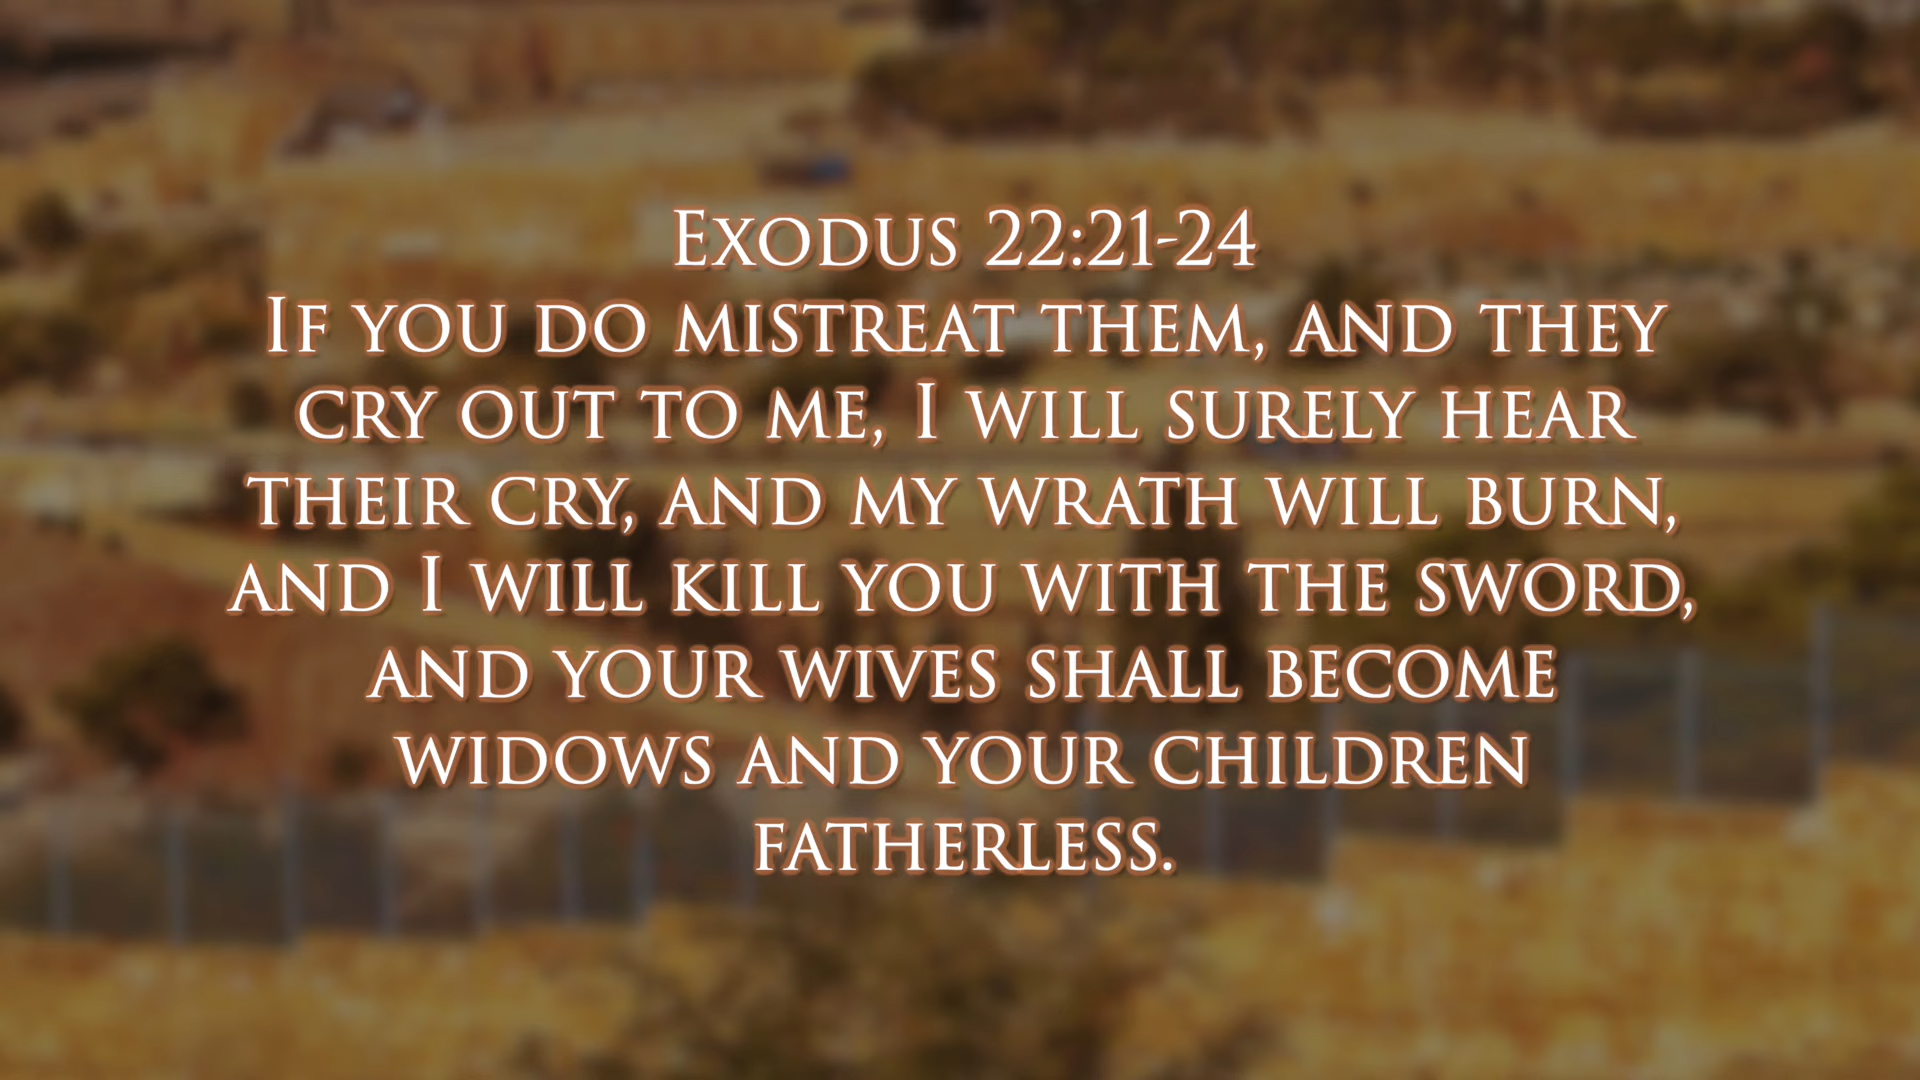 Exodus 22:21-24
If you do mistreat them, and they
cry out to me, I will surely hear
their cry, and my wrath will burn,
and I will kill you with the sword,
and your wives shall become
widows and your children
fatherless.